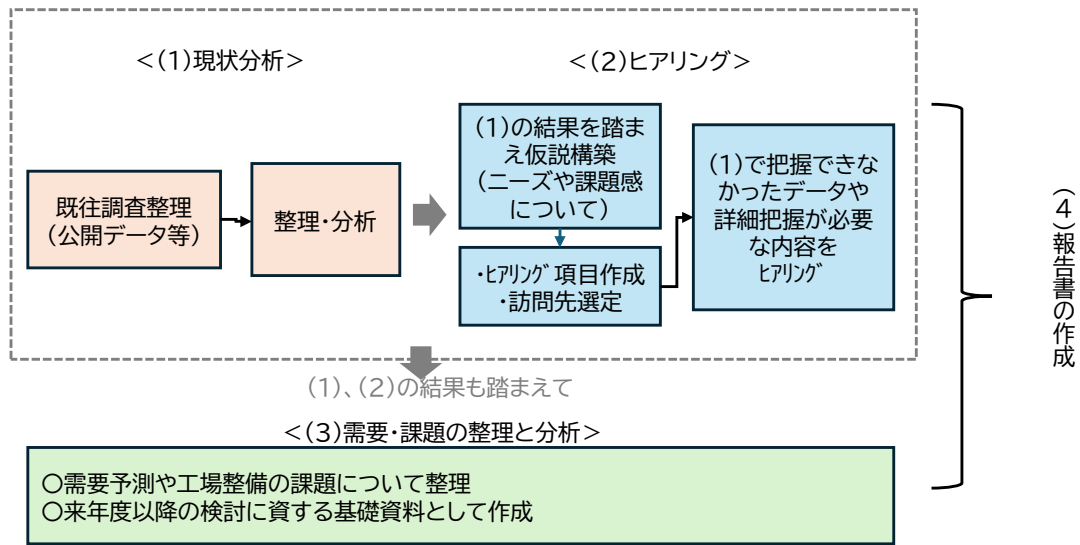 ＜(1)現状分析＞
既往調査整理
(公開データ等)
整理・分析
＜(2)ヒアリング＞
(1)の結果を踏ま
え仮説構築
(ニーズや課題感
について)
・ﾋｱﾘﾝｸﾞ項目作成
・訪問先選定
(1)で把握できな
かったデータや
詳細把握が必要
な内容を
ﾋｱﾘﾝｸﾞ
(1)、(2)の結果も踏まえて
＜(3)需要・課題の整理と分析＞
○需要予測や工場整備の課題について整理
○来年度以降の検討に資する基礎資料として作成
(4)報告書の作成